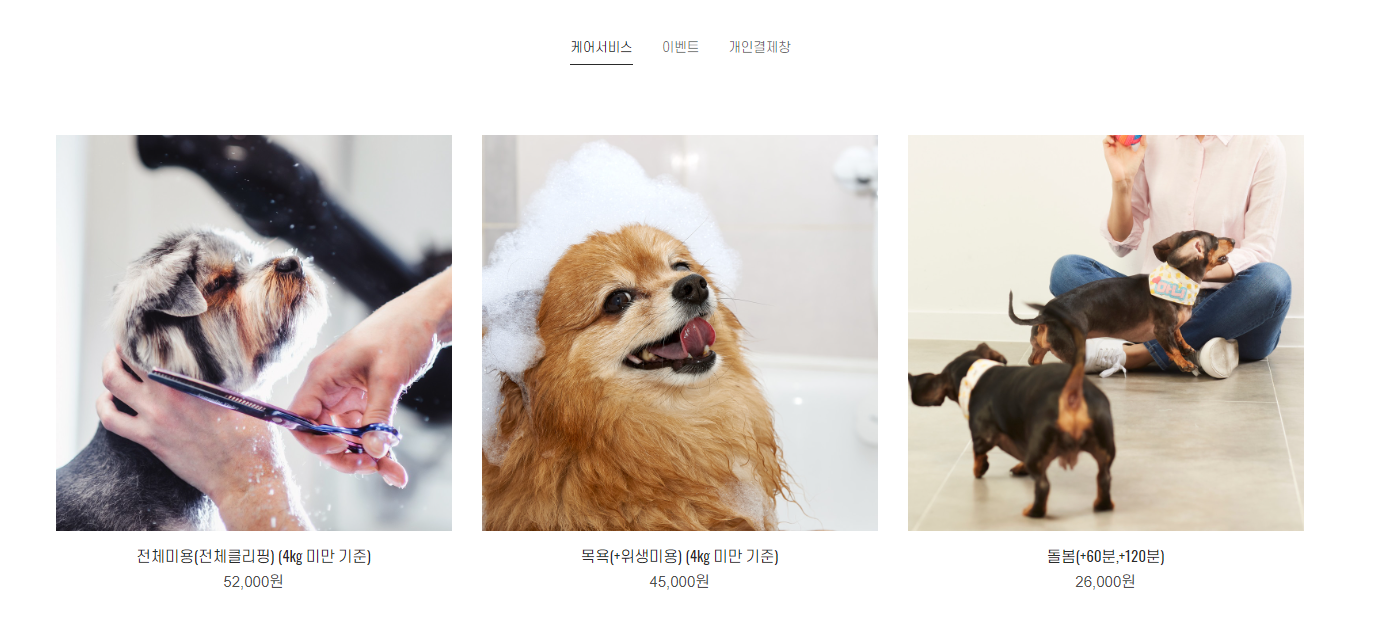 케어서비스 이벤트 개인결제창
전체미용(전체클리핑) (4kg 미만 기준)
52,000원
목욕(+위생미용) (4kg 미만 기준)
45,000원
돌봄(+60분,+120분)
26,000원